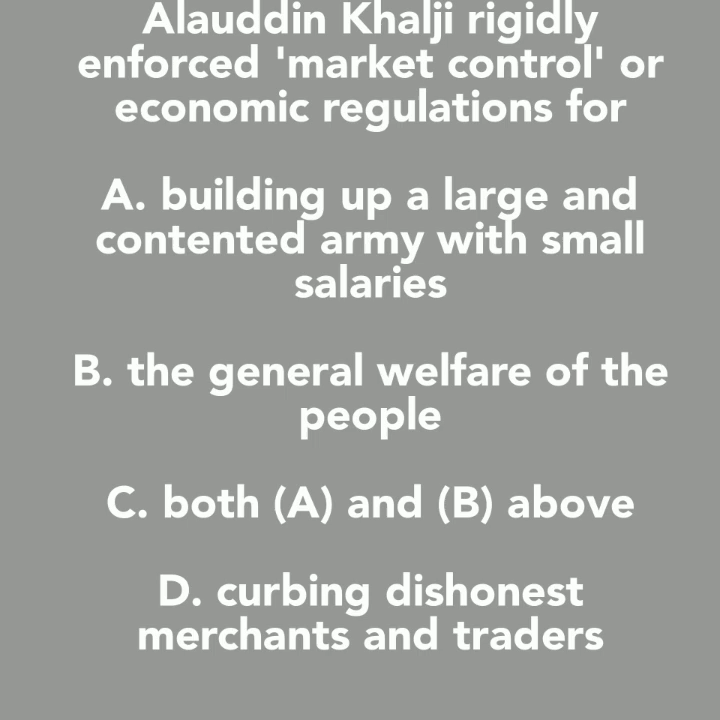 Alauddin Khalji rigidly
enforced 'market control' or
economic regulations for
A. building up a large and
contented army with small
salaries
B. the general welfare of the
people
C. both (A) and (B) above
D. curbing dishonest
merchants and traders